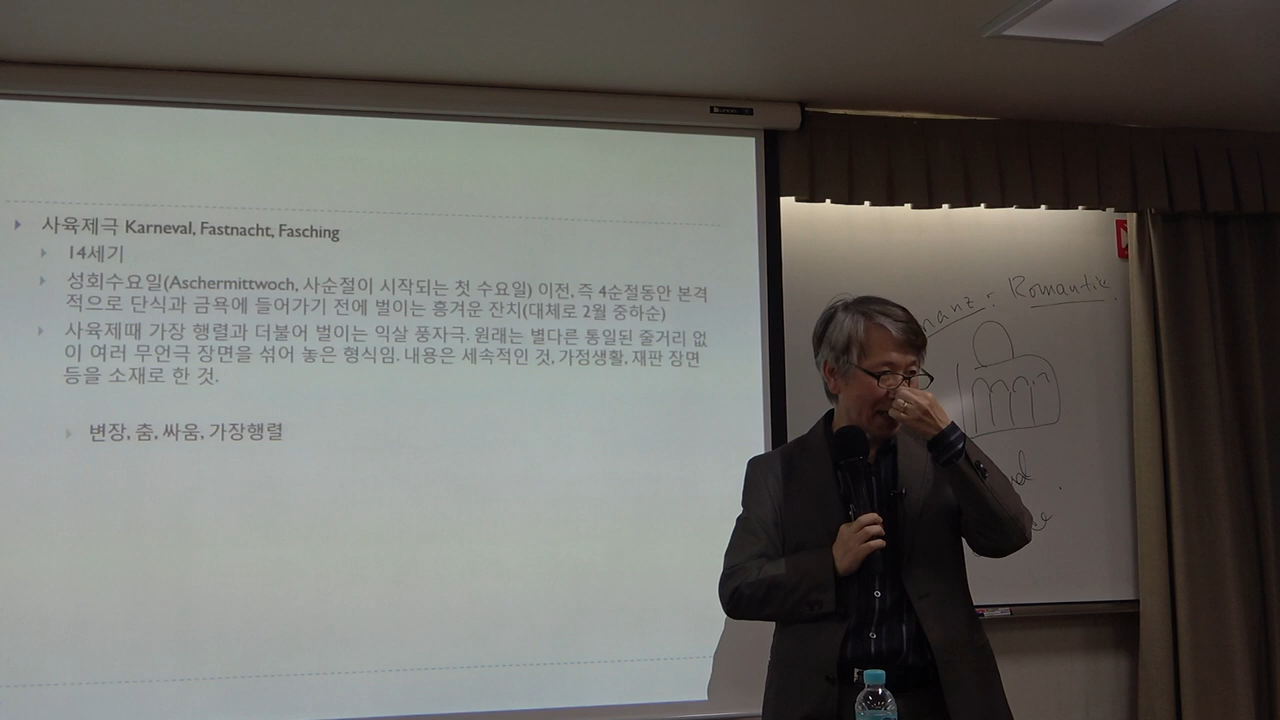 사육제극 Karneval, Fastnacht, Fasching
14세기
성회수요일(Aschermittwoch, 사순절이 시작되는 첫 수요일) 이전, 즉 4순절동안 본격
적으로 단식과 금욕에 들어가기 전에 벌이는 흥겨운 잔치(대체로 2월 중하순)
사육제때 가장 행렬과 더불어 벌이는 익살 풍자극. 원래는 별다른 통일된 줄거리 없
이 여러 무언극 장면을 섞어 놓은 형식임. 내용은 세속적인 것, 가정생활, 재판 장면
등을 소재로 한 것.
변장, 춤, 싸움, 가장행렬
manz : Romantik